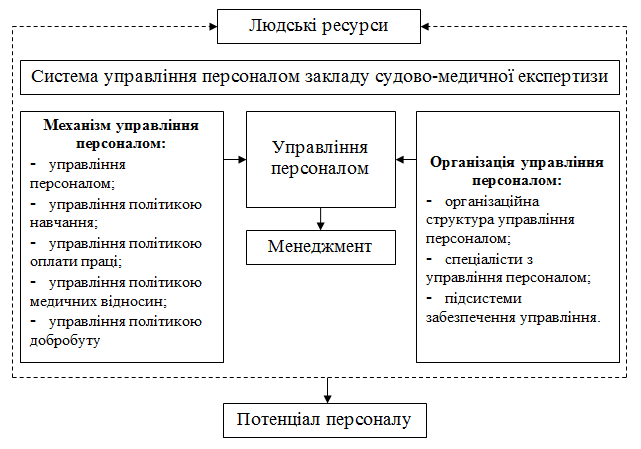 Людські ресурси
Система управління персоналом закладу судово-медичної експертизи
Механізм управління
персоналом:
- управління
персоналом;
- управління політикою
навчання;
- управління політикою
оплати праці;
- управління політикою
медичних відносин;
- управління політикою
добробуту
Управління
персоналом
Менеджмент
Організація управління
персоналом:
- організаційна
структура управління
персоналом;
- спеціалісти з
управління персоналом;
- підсистеми
забезпечення управління.
Потенціал персоналу